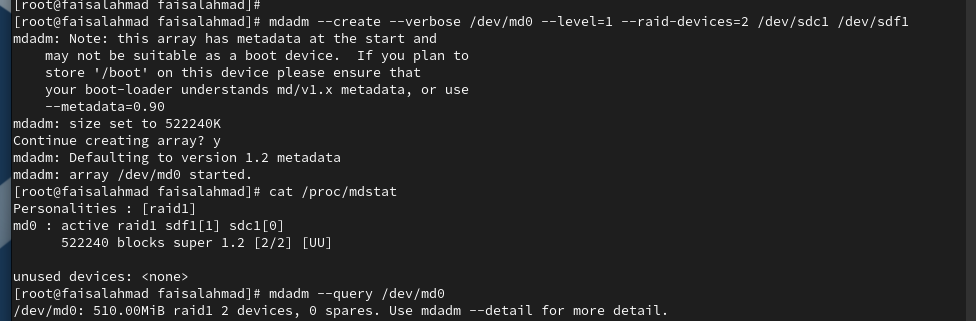 [root@faisalahmad faisalahmad]#
[root@faisalahmad faisalahmad]# mdadm --create --verbose /dev/md0 --level=1 --raid-devices=2 /dev/sdc1 /dev/sdf1
mdadm: Note: this array has metadata at the start and
    may not be suitable as a boot device.  If you plan to
    store '/boot' on this device please ensure that
    your boot-loader understands md/v1.x metadata, or use
    --metadata=0.90
mdadm: size set to 522240K
Continue creating array? y
mdadm: Defaulting to version 1.2 metadata
mdadm: array /dev/md0 started.
[root@faisalahmad faisalahmad]# cat /proc/mdstat
Personalities : [raid1]
md0 : active raid1 sdf1[1] sdc1[0]
      522240 blocks super 1.2 [2/2] [UU]
unused devices: <none>
[root@faisalahmad faisalahmad]# mdadm --query /dev/md0
/dev/md0: 510.00MiB raid1 2 devices, 0 spares. Use mdadm --detail for more detail.